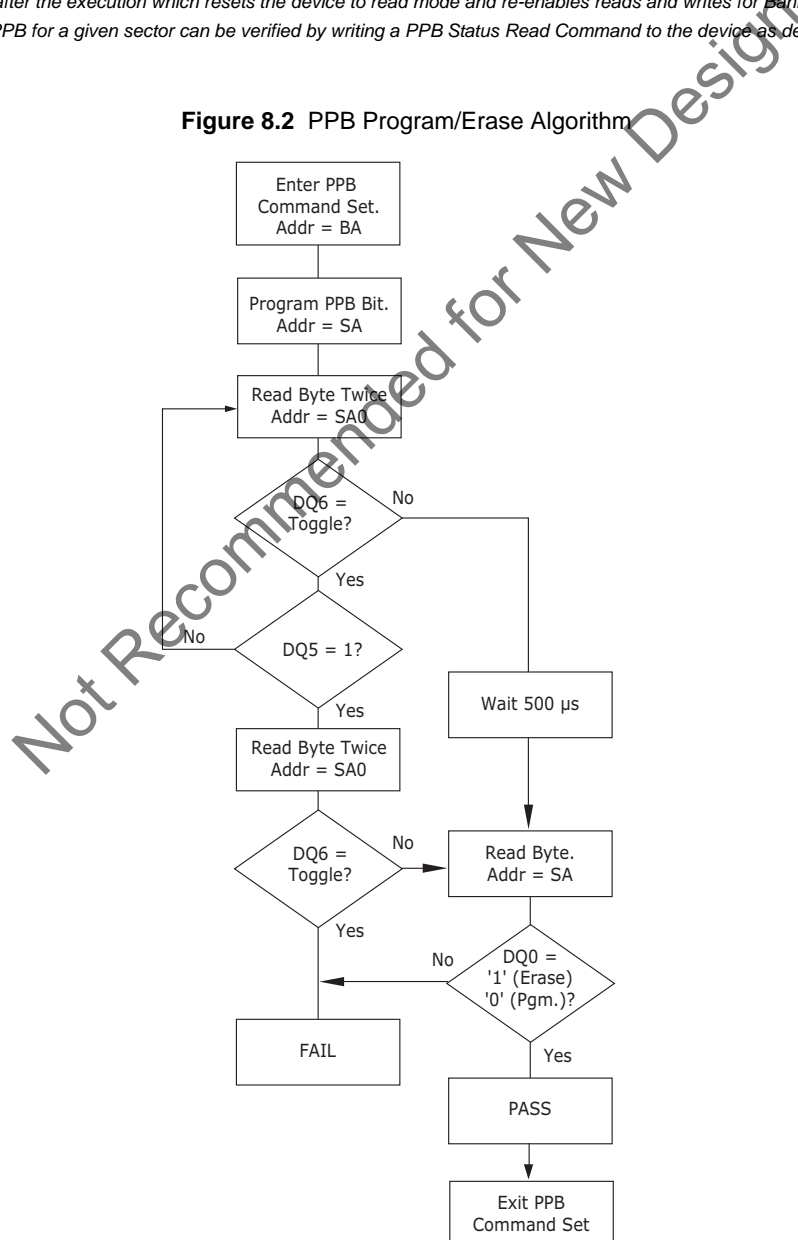 after the execution which resets the device to read mode and re-enables reads and writes for Bank
PPB for a given sector can be verified by writing a PPB Status Read Command to the device as de
Figure 8.2 PPB Program/Erase Algorithm
Enter PPB
Command Set.
Addr = BA
Program PPB Bit.
Addr = SA
Read Byte Twice
Addr = SA0
DQ6 =
Toggle?
No
Yes
DQ5 = 1?
No
Yes
Wait 500 µs
Read Byte Twice
Addr = SA0
DQ6 =
Toggle?
No
Yes
Read Byte.
Addr = SA
DQ0 =
'1' (Erase)
'0' (Pgm.)?
No
Yes
FAIL
PASS
Exit PPB
Command Set
Not Recommended for New Design